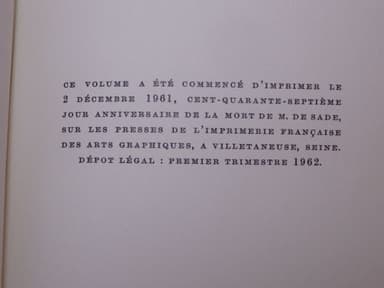 CE VOLUME A ÉTÉ COMMENCÉ D'IMPRIMER LE
2 DÉCEMBRE 1961, CENT-QUARANTE-SEPTIÈME
JOUR ANNIVERSAIRE DE LA MORT DE M. DE SADE,
SUR LES PRESSES DE L'IMPRIMERIE FRANÇAISE
DES ARTS GRAPHIQUES, A VILLETANEUSE, SEINE.
DÉPOT LÉGAL : PREMIER TRIMESTRE 1962.